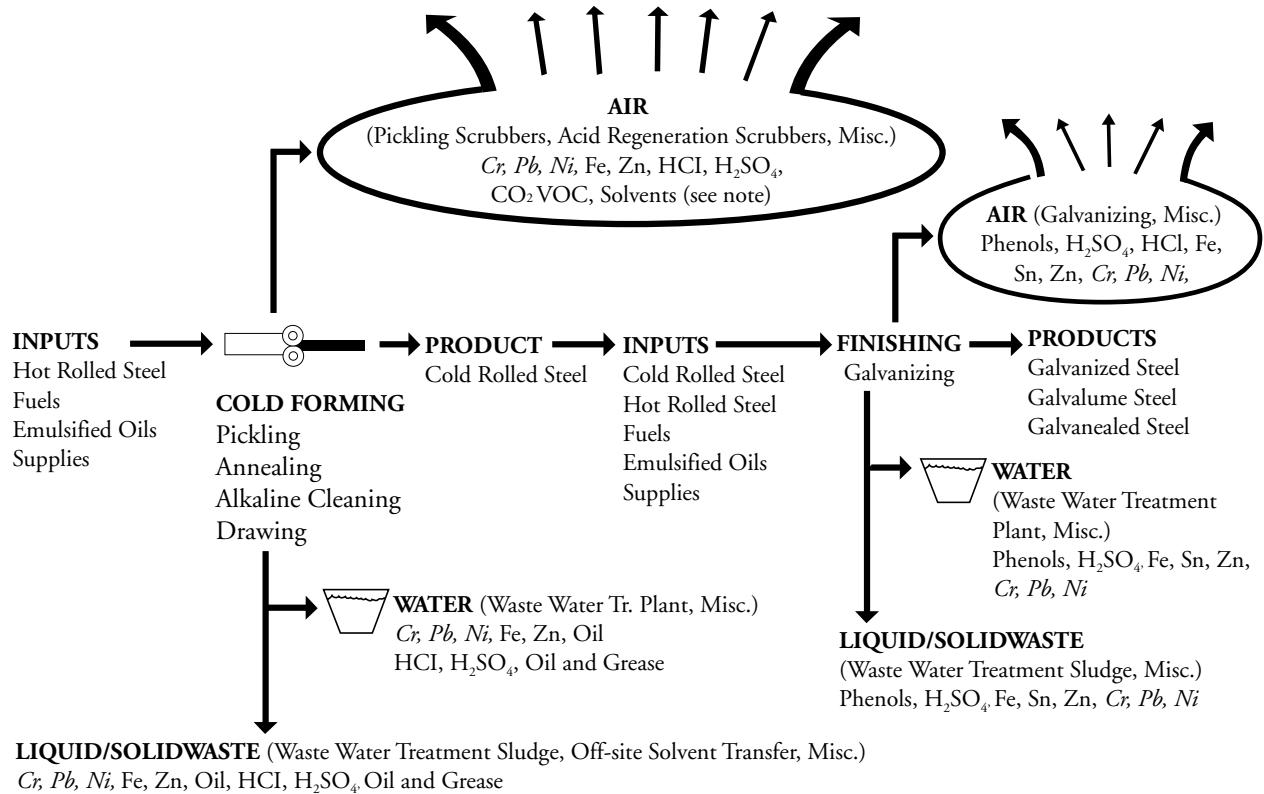 AIR
(Pickling Scrubbers, Acid Regeneration Scrubbers, Misc.)
Cr, Pb, Ni, Fe, Zn, HCI, H₂SO₄,
CO₂ VOC, Solvents (see note)
AIR (Galvanizing, Misc.)
Phenols, H₂SO₄, HCl, Fe,
Sn, Zn, Cr, Pb, Ni,
INPUTS
Hot Rolled Steel
Fuels
Emulsified Oils
Supplies
COLD FORMING
Pickling
Annealing
Alkaline Cleaning
Drawing
PRODUCT
Cold Rolled Steel
INPUTS
Cold Rolled Steel
Hot Rolled Steel
Fuels
Emulsified Oils
Supplies
FINISHING
Galvanizing
PRODUCTS
Galvanized Steel
Galvalume Steel
Galvanealed Steel
WATER
(Waste Water Treatment
Plant, Misc.)
Phenols, H₂SO₄, Fe, Sn, Zn,
Cr, Pb, Ni
WATER (Waste Water Tr. Plant, Misc.)
Cr, Pb, Ni, Fe, Zn, Oil
HCI, H₂SO₄, Oil and Grease
LIQUID/SOLIDWASTE
(Waste Water Treatment Sludge, Misc.)
Phenols, H₂SO₄, Fe, Sn, Zn, Cr, Pb, Ni
LIQUID/SOLIDWASTE (Waste Water Treatment Sludge, Off-site Solvent Transfer, Misc.)
Cr, Pb, Ni, Fe, Zn, Oil, HCI, H₂SO₄, Oil and Grease